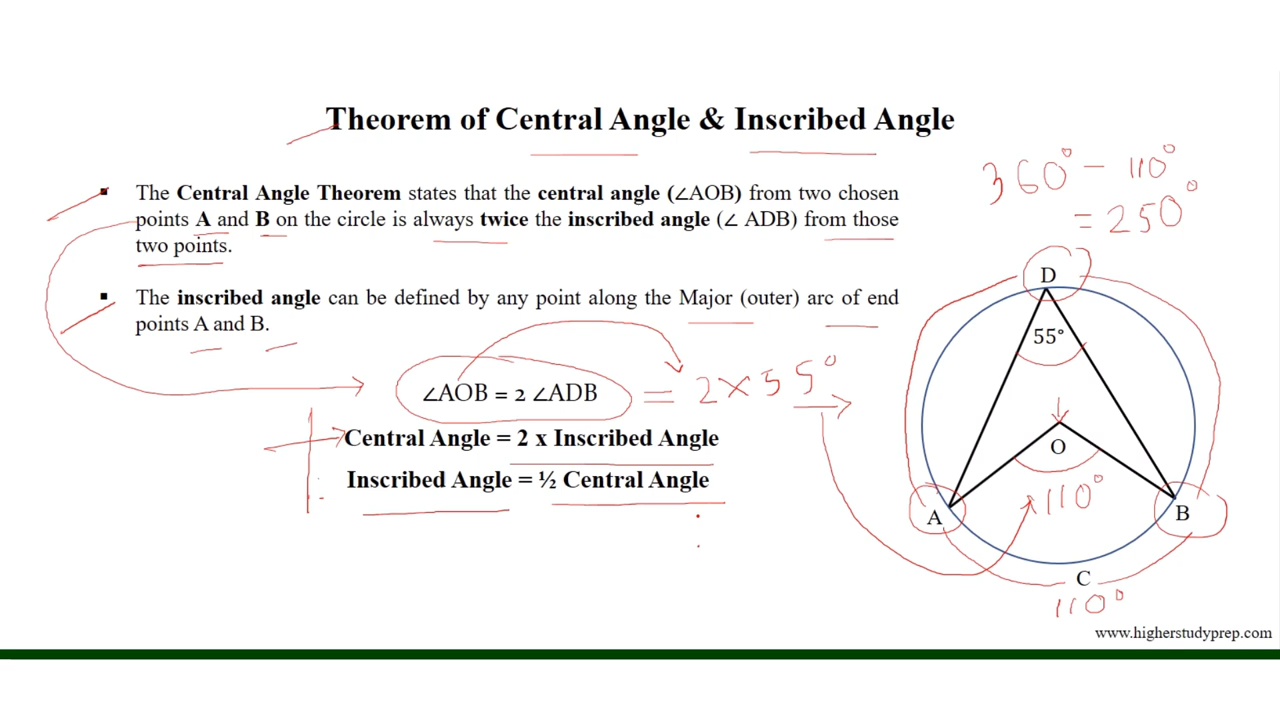 Theorem of Central Angle & Inscribed Angle
360° - 110°
= 250°
▪ The Central Angle Theorem states that the central angle (∠AOB) from two chosen
points A and B on the circle is always twice the inscribed angle (∠ ADB) from those
two points.
▪ The inscribed angle can be defined by any point along the Major (outer) arc of end
points A and B.
∠AOB = 2 ∠ADB = 2 × 55°
Central Angle = 2 x Inscribed Angle
Inscribed Angle = ½ Central Angle
D
55°
O
110°
A
B
C
110°
www.higherstudyprep.com